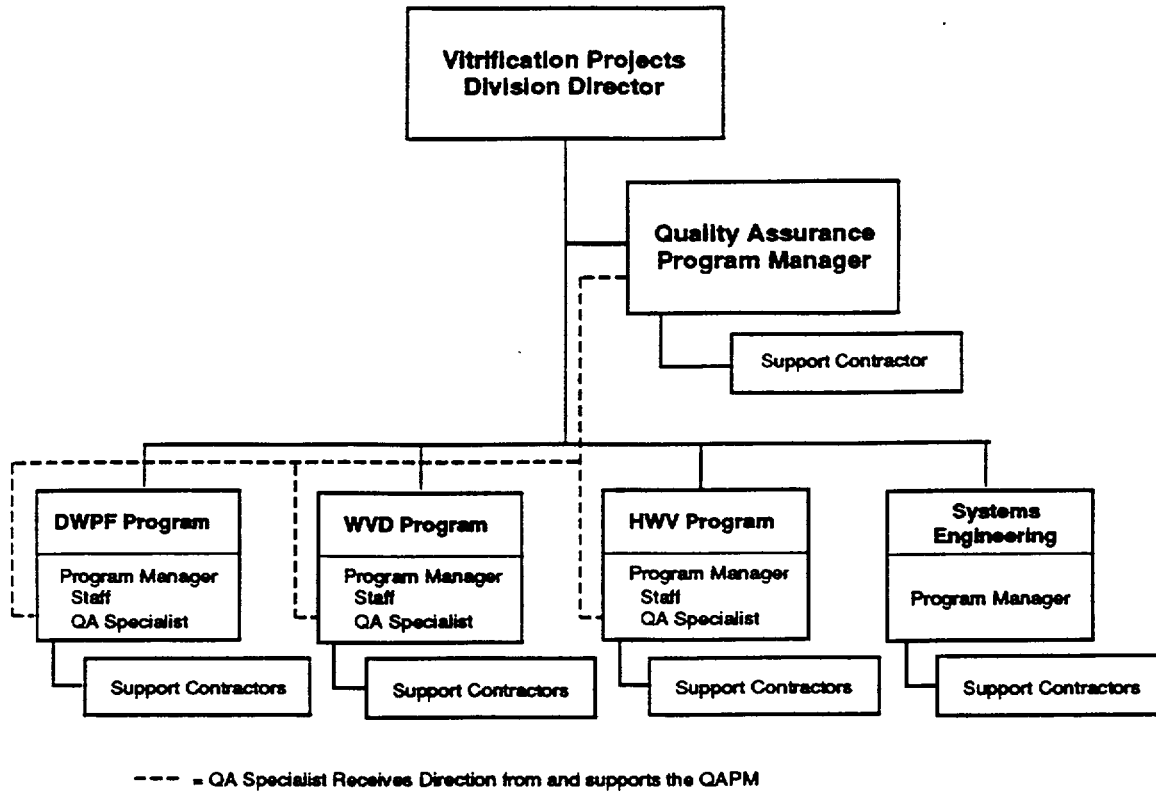 Vitrification Projects
Division Director
Quality Assurance
Program Manager
Support Contractor
DWPF Program
Program Manager
Staff
QA Specialist
Support Contractors
WVD Program
Program Manager
Staff
QA Specialist
Support Contractors
HWV Program
Program Manager
Staff
QA Specialist
Support Contractors
Systems
Engineering
Program Manager
Support Contractors
---- = QA Specialist Receives Direction from and supports the QAPM